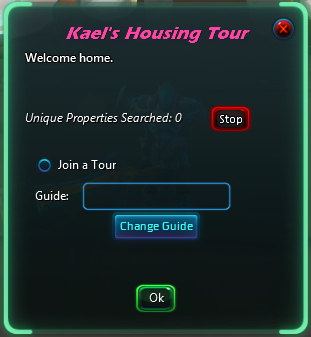 Kael's Housing Tour
Welcome home.
Unique Properties Searched: 0
Stop
Join a Tour
Guide:
Change Guide
Ok